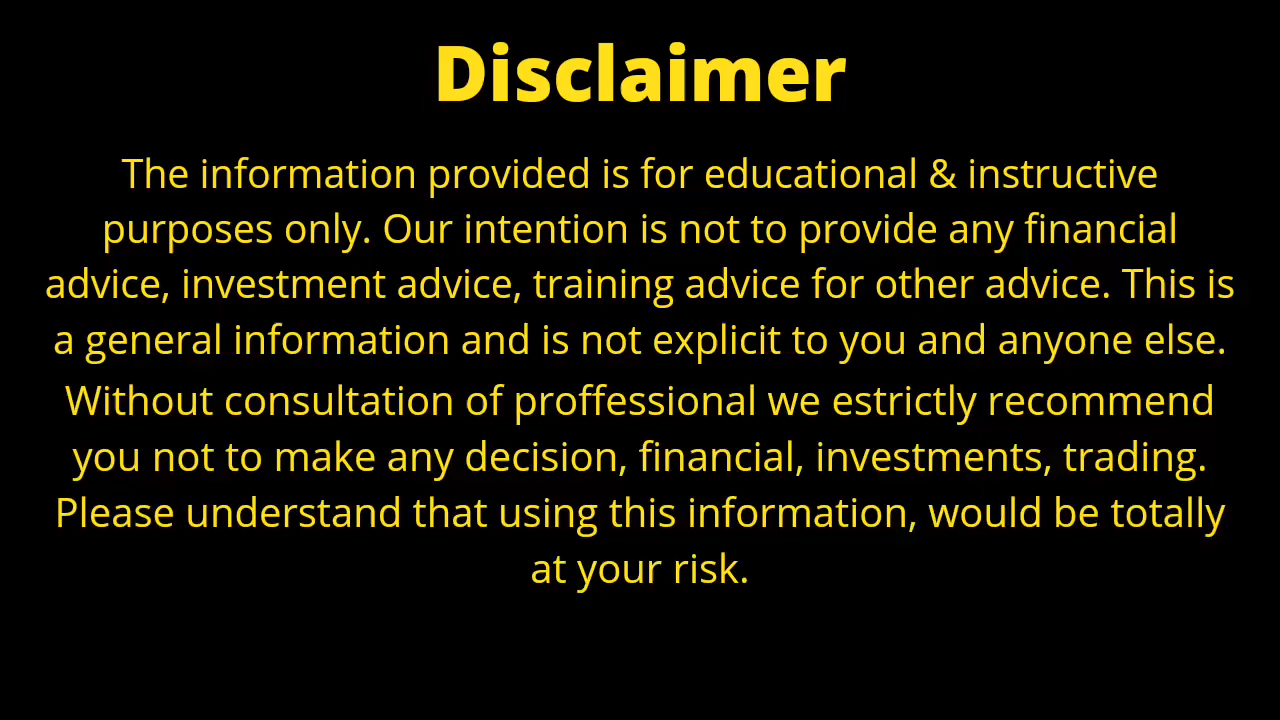 Disclaimer
The information provided is for educational & instructive
purposes only. Our intention is not to provide any financial
advice, investment advice, training advice for other advice. This is
a general information and is not explicit to you and anyone else.
Without consultation of proffessional we estrictly recommend
you not to make any decision, financial, investments, trading.
Please understand that using this information, would be totally
at your risk.